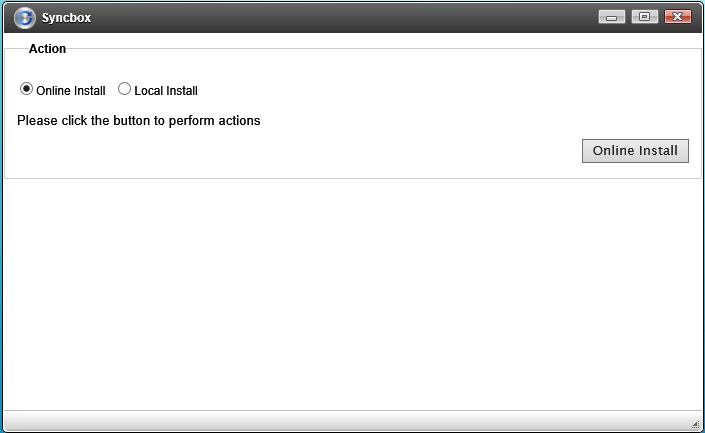 Syncbox
Action
Online Install Local Install
Please click the button to perform actions
Online Install